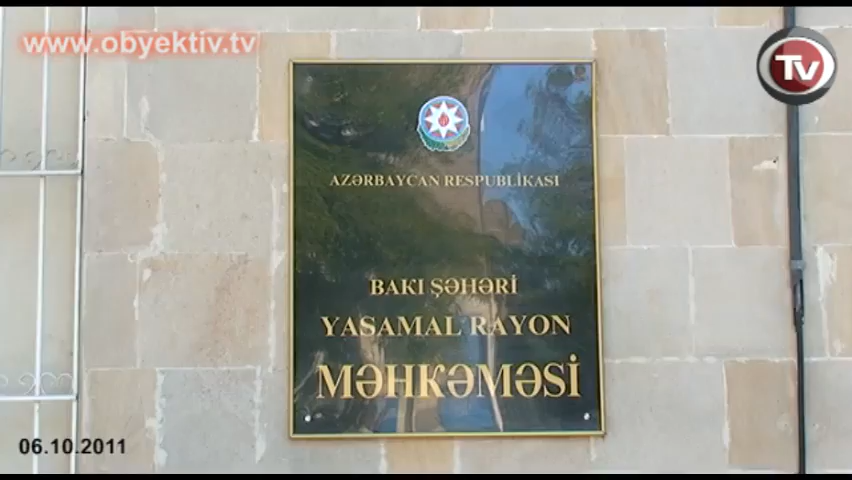 www.obyektiv.tv
TV
AZƏRBAYCAN RESPUBLİKASI
BAKI ŞƏHƏRİ
YASAMAL RAYON
MƏHKƏMƏSİ
06.10.2011